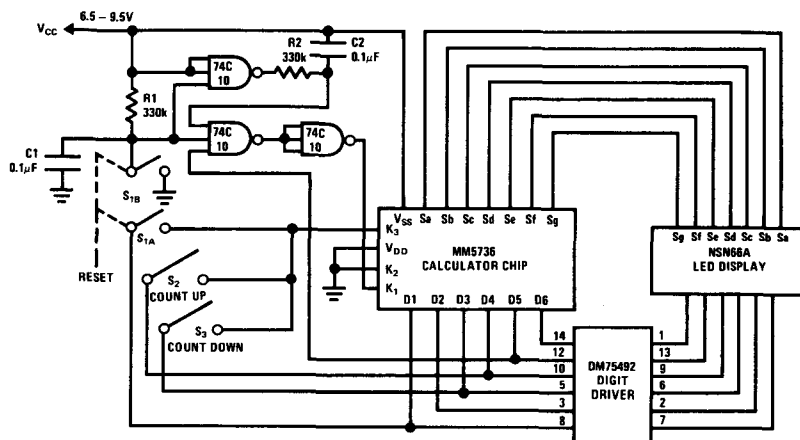 6.5 – 9.5V
VCC
R1
330k
C1
0.1µF
74C
10
R2
330k
C2
0.1µF
74C
10
74C
10
S1B
S1A
RESET
S2
COUNT UP
S3
COUNT DOWN
VSS Sa Sb Sc Sd Se Sf Sg
K3
VDD
K2
K1
MM5736
CALCULATOR CHIP
D1 D2 D3 D4 D5 D6
Sg Sf Se Sd Sc Sb Sa
NSN66A
LED DISPLAY
14
12
10
5
3
8
DM75492
DIGIT
DRIVER
1
13
9
6
2
7